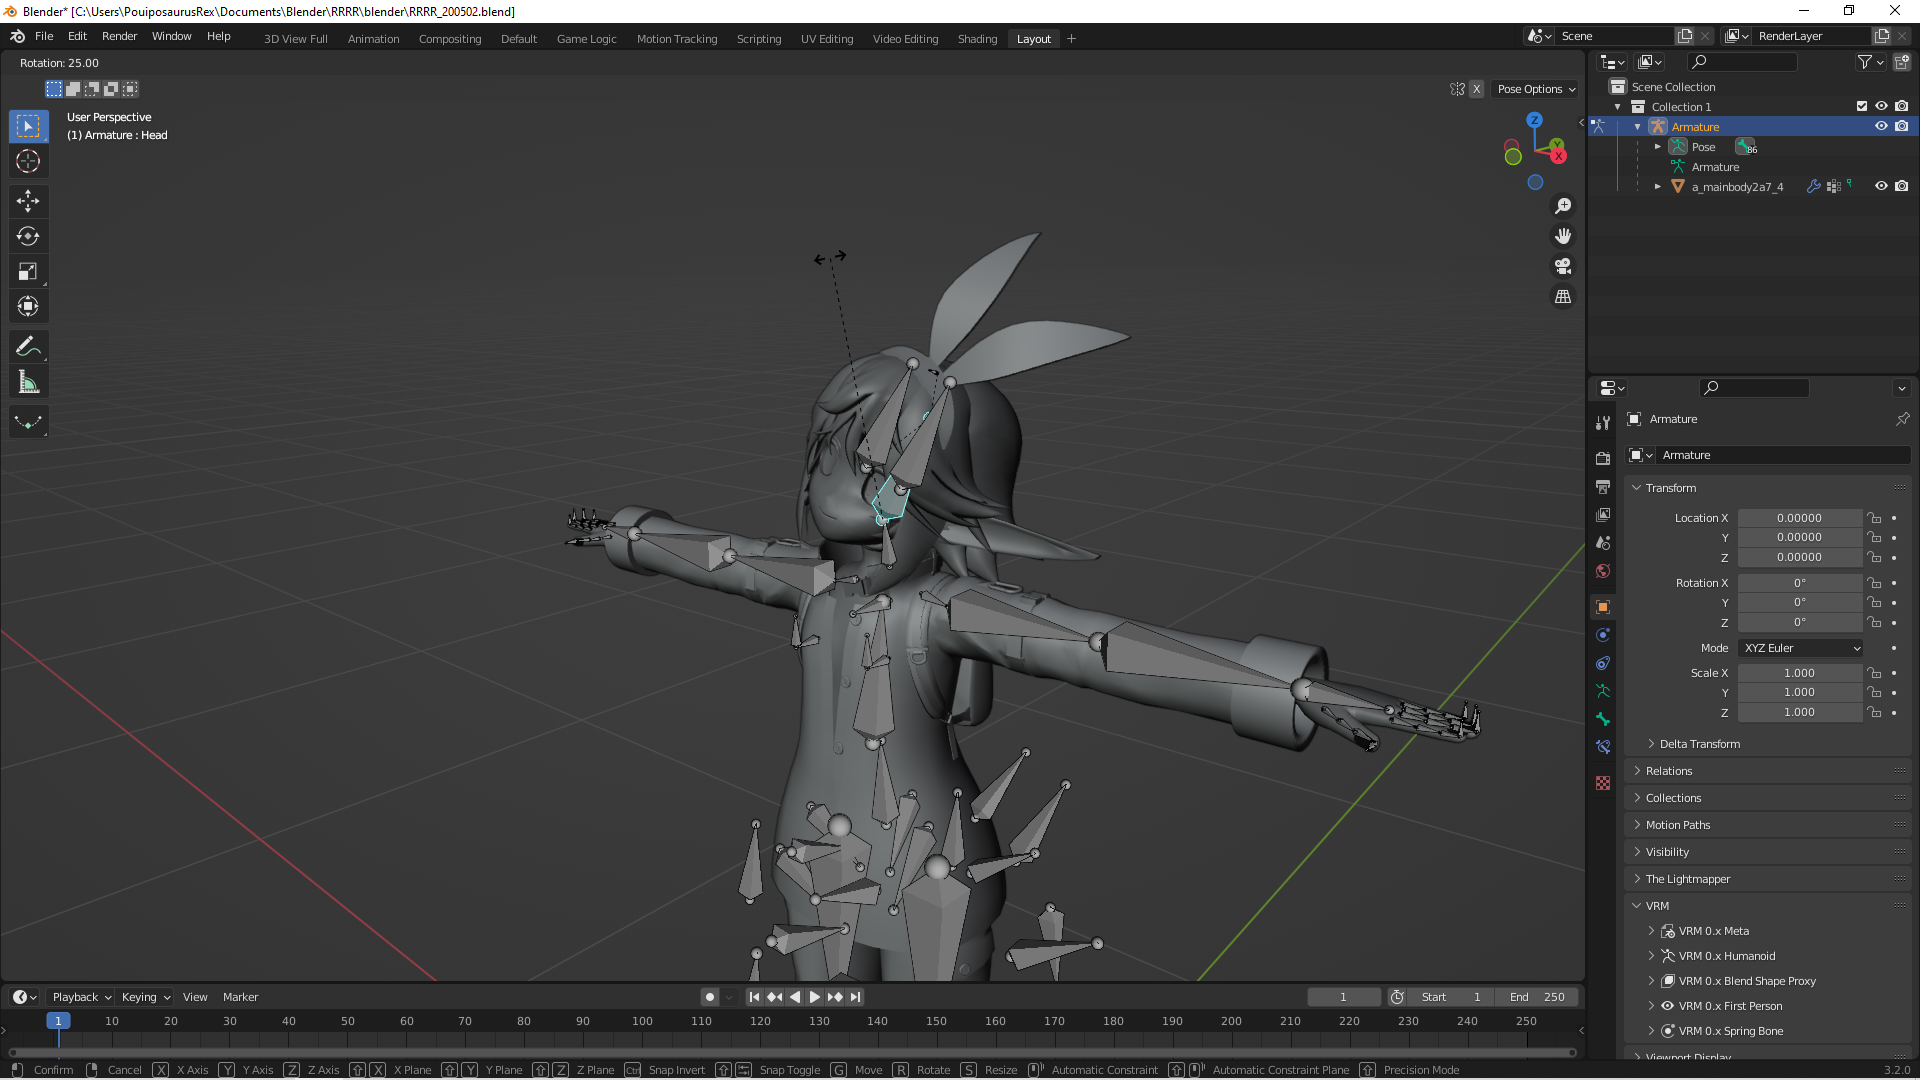 Blender* [C:\Users\PouiposaurusRex\Documents\Blender\RRRR\blender\RRRR_200502.blend]
File Edit Render Window Help 3D View Full Animation Compositing Default Game Logic Motion Tracking Scripting UV Editing Video Editing Shading Layout + Scene RenderLayer
Rotation: 25.00
X Pose Options
User Perspective
(1) Armature : Head
Z
Y
X
Scene Collection
Collection 1
Armature
Pose 86
Armature
a_mainbody2a7_4
Armature
Armature
Transform
Location X 0.00000
Y 0.00000
Z 0.00000
Rotation X 0°
Y 0°
Z 0°
Mode XYZ Euler
Scale X 1.000
Y 1.000
Z 1.000
Delta Transform
Relations
Collections
Motion Paths
Visibility
The Lightmapper
VRM
VRM 0.x Meta
VRM 0.x Humanoid
VRM 0.x Blend Shape Proxy
VRM 0.x First Person
VRM 0.x Spring Bone
Viewport Display
Playback Keying View Marker 1 Start 1 End 250
1 10 20 30 40 50 60 70 80 90 100 110 120 130 140 150 160 170 180 190 200 210 220 230 240 250
Confirm Cancel X X Axis Y Y Axis Z Z Axis X X Plane Y Y Plane Z Z Plane Ctrl Snap Invert Snap Toggle G Move R Rotate S Resize Automatic Constraint Automatic Constraint Plane Precision Mode 3.2.0